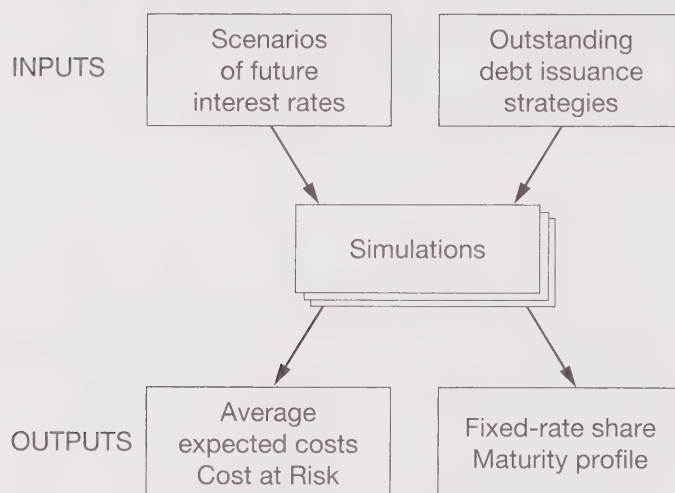 INPUTS
Scenarios
of future
interest rates
Outstanding
debt issuance
strategies
Simulations
OUTPUTS
Average
expected costs
Cost at Risk
Fixed-rate share
Maturity profile